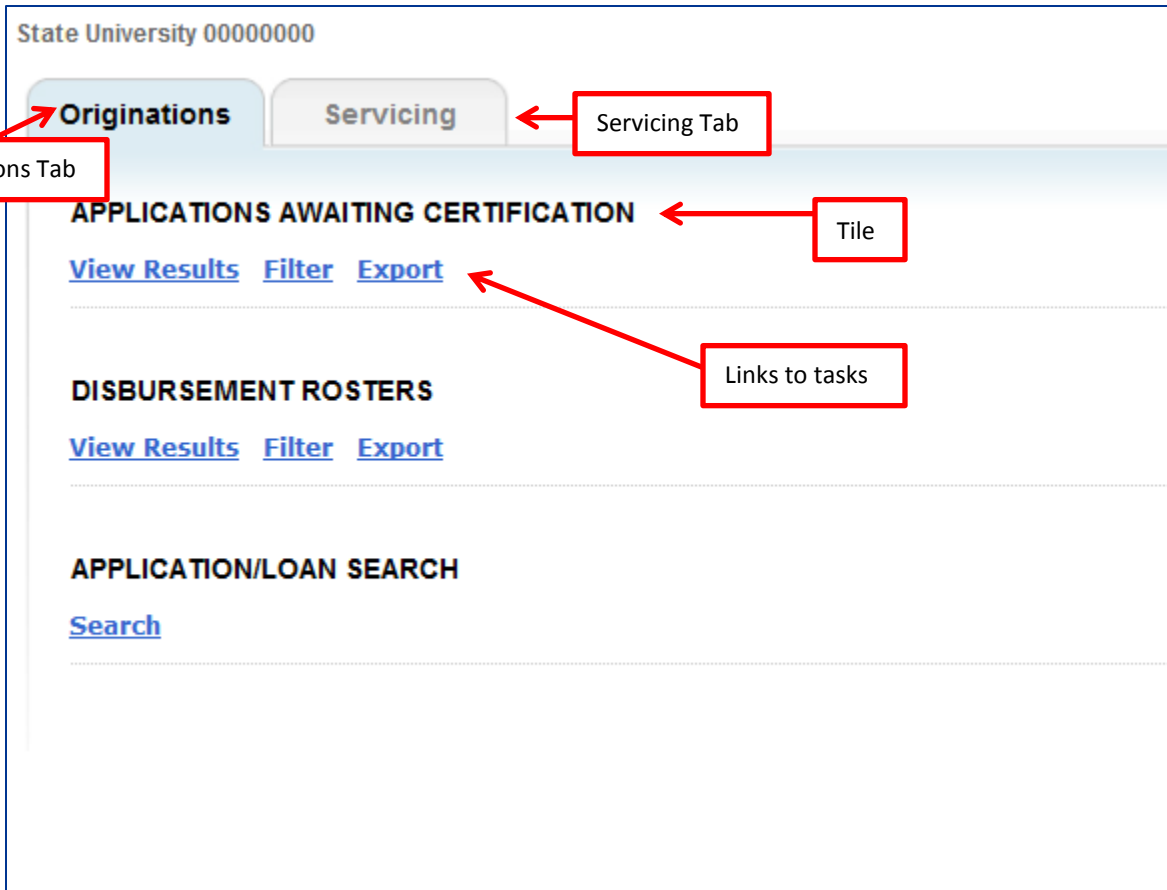 State University 00000000
Originations Servicing Servicing Tab
ons Tab
APPLICATIONS AWAITING CERTIFICATION Tile
View Results Filter Export
Links to tasks
DISBURSEMENT ROSTERS
View Results Filter Export
APPLICATION/LOAN SEARCH
Search